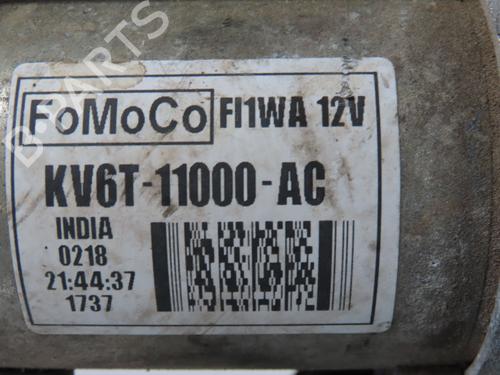 B-PARTS
FoMoCo FI1WA 12V
KV6T-11000-AC
INDIA
0218
21:44:37
1737